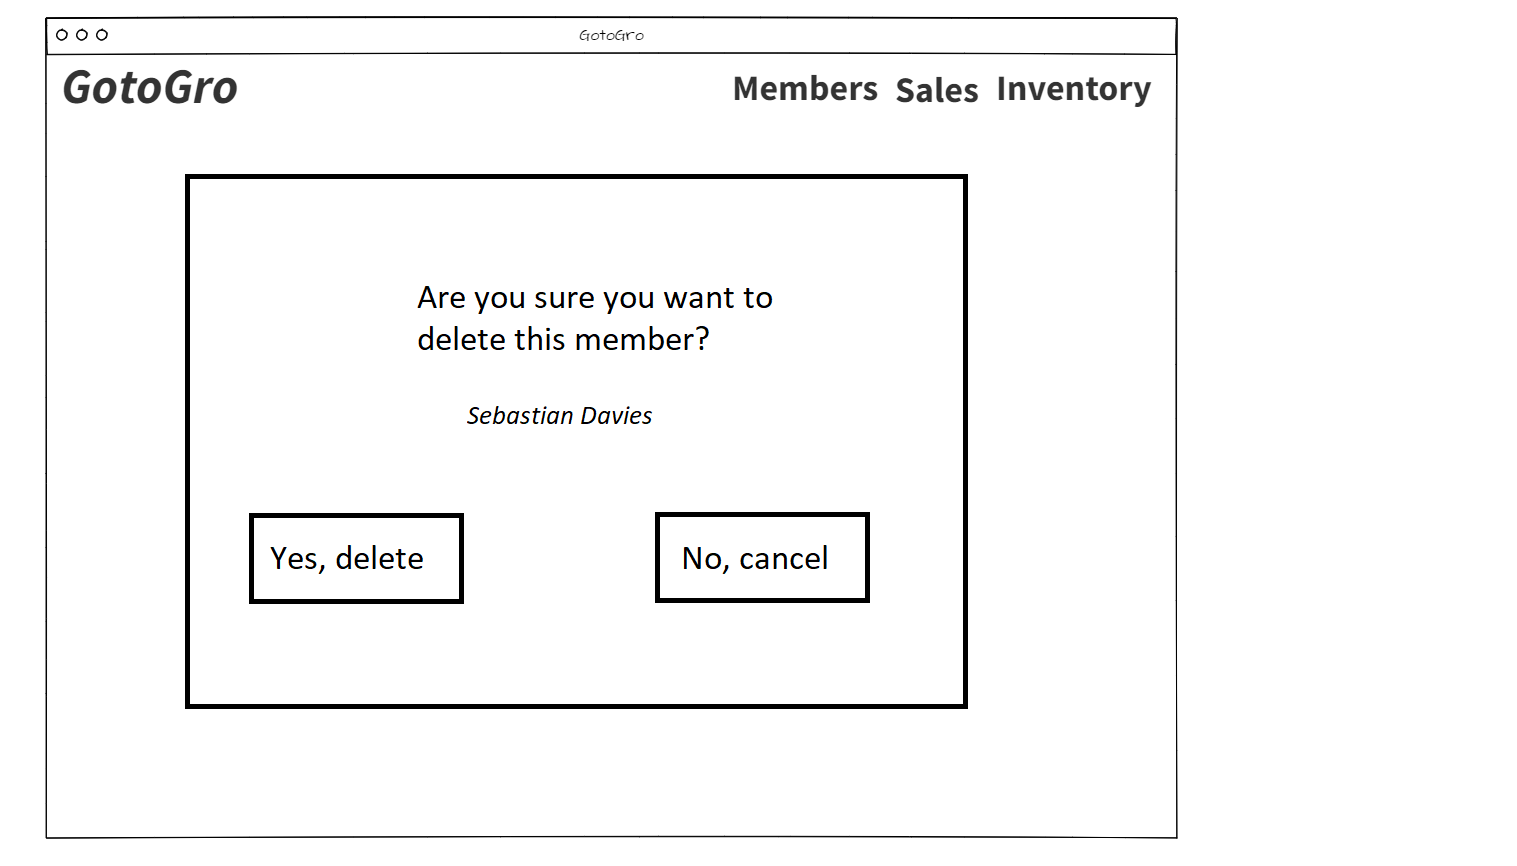 GotoGro
GotoGro
Members Sales Inventory
Are you sure you want to
delete this member?
Sebastian Davies
Yes, delete
No, cancel